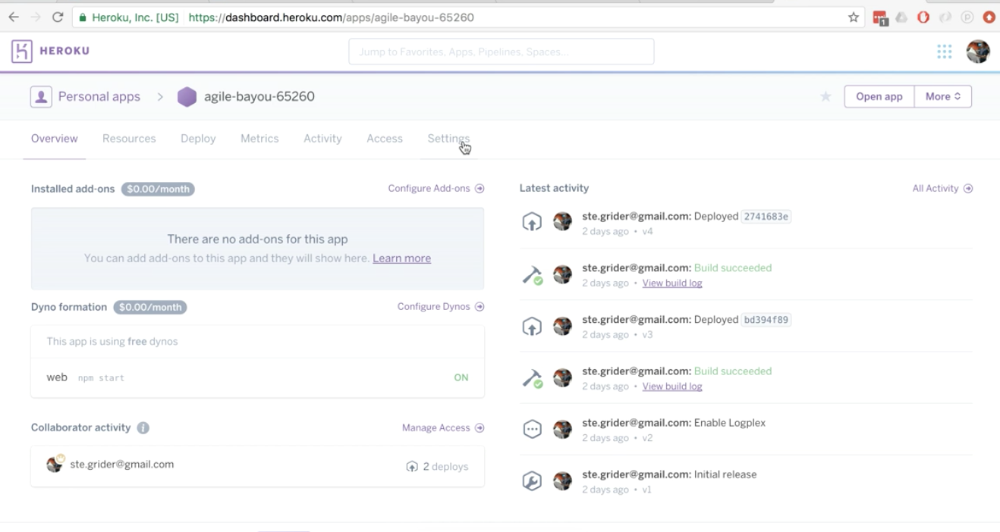 Heroku, Inc. [US] https://dashboard.heroku.com/apps/agile-bayou-65260
1
HEROKU
Jump to Favorites, Apps, Pipelines, Spaces...
Personal apps > agile-bayou-65260
Open app
More
Overview Resources Deploy Metrics Activity Access Settings
Installed add-ons $0.00/month
Configure Add-ons
There are no add-ons for this app
You can add add-ons to this app and they will show here. Learn more
Dyno formation $0.00/month
Configure Dynos
This app is using free dynos
web npm start ON
Collaborator activity
Manage Access
ste.grider@gmail.com
2 deploys
Latest activity
All Activity
ste.grider@gmail.com: Deployed 2741683e
2 days ago • v4
ste.grider@gmail.com: Build succeeded
2 days ago • View build log
ste.grider@gmail.com: Deployed bd394f89
2 days ago • v3
ste.grider@gmail.com: Build succeeded
2 days ago • View build log
ste.grider@gmail.com: Enable Logplex
2 days ago • v2
ste.grider@gmail.com: Initial release
2 days ago • v1